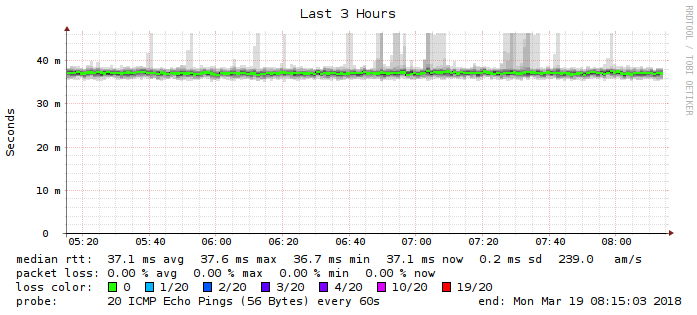 Last 3 Hours
RRDTOOL / TOBI OETIKER
Seconds
40 m
30 m
20 m
10 m
0
05:20 05:40 06:00 06:20 06:40 07:00 07:20 07:40 08:00
median rtt: 37.1 ms avg 37.6 ms max 36.7 ms min 37.1 ms now 0.2 ms sd 239.0 am/s
packet loss: 0.00 % avg 0.00 % max 0.00 % min 0.00 % now
loss color: 0 1/20 2/20 3/20 4/20 10/20 19/20
probe: 20 ICMP Echo Pings (56 Bytes) every 60s end: Mon Mar 19 08:15:03 2018